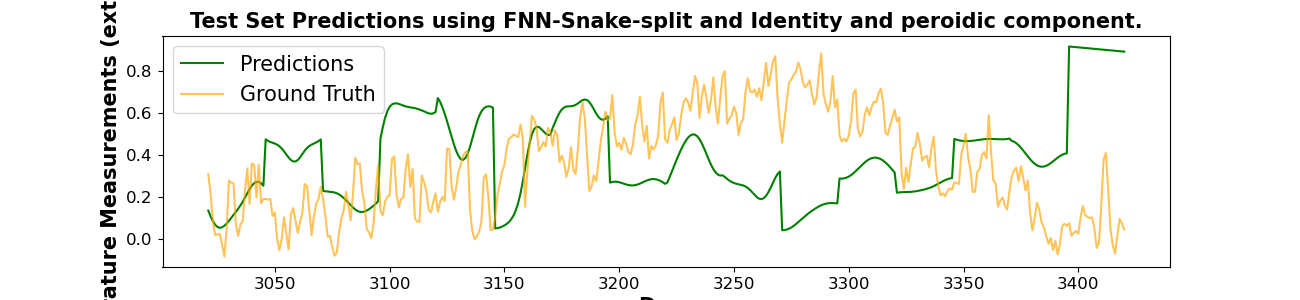 Test Set Predictions using FNN-Snake-split and Identity and peroidic component.
Predictions
Ground Truth
0.8
0.6
0.4
0.2
0.0
Measurements
3050 3100 3150 3200 3250 3300 3350 3400